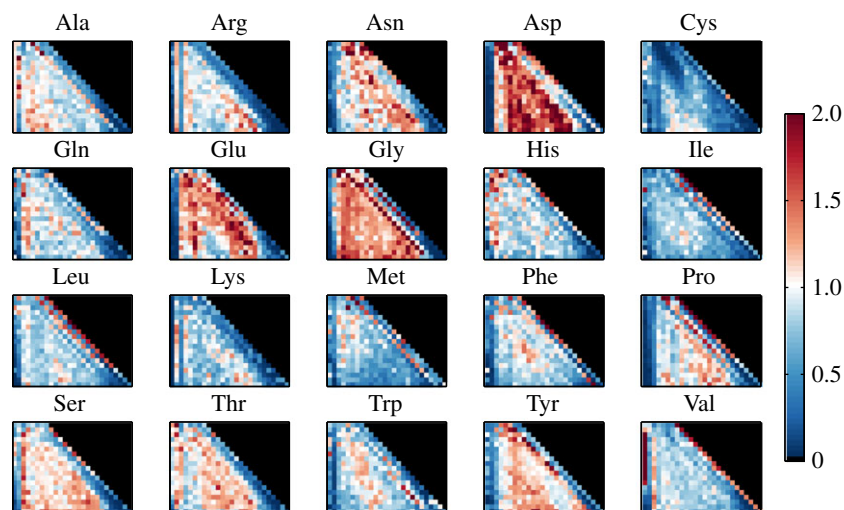 Ala Arg Asn Asp Cys
Gln Glu Gly His Ile
Leu Lys Met Phe Pro
Ser Thr Trp Tyr Val
2.0
1.5
1.0
0.5
0